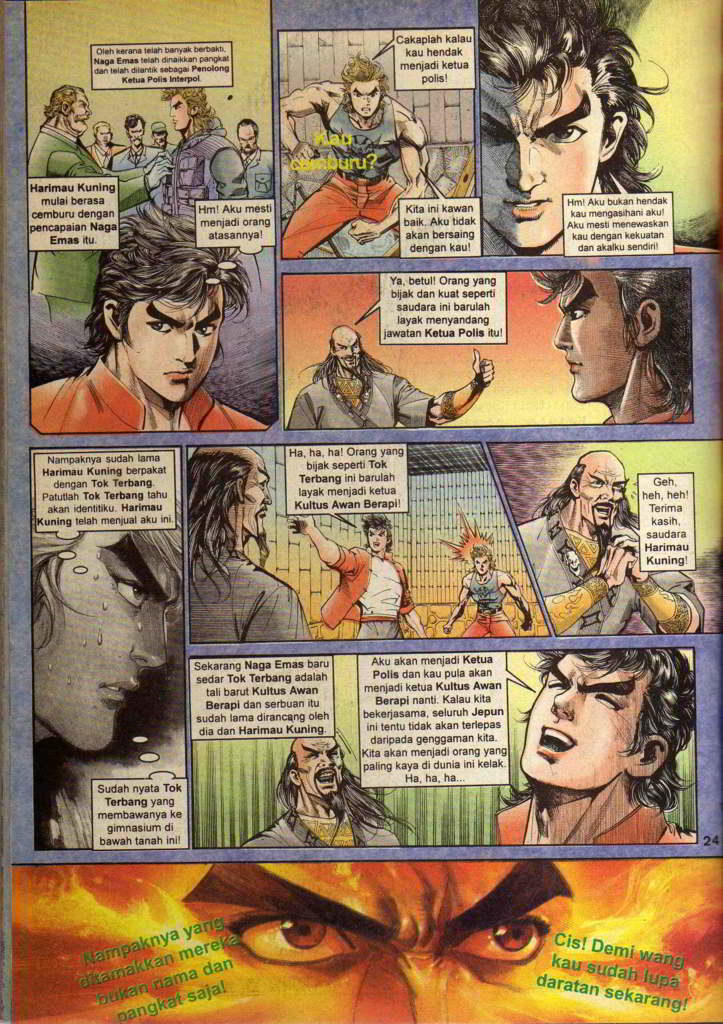 Oleh kerana telah banyak berbakti,
Naga Emas telah dinaikkan pangkat
dan telah dilantik sebagai Penolong
Ketua Polis Interpol.
Harimau Kuning
mulai berasa
cemburu dengan
pencapaian Naga
Emas itu.
Hm! Aku mesti
menjadi orang
atasannya!
Cakaplah kalau
kau hendak
menjadi ketua
polis!
Kau
cemburu?
Kita ini kawan
baik. Aku tidak
akan bersaing
dengan kau!
Hm! Aku bukan hendak
kau mengasihani aku!
Aku mesti menewaskan
kau dengan kekuatan
dan akalku sendiri!
Ya, betul! Orang yang
bijak dan kuat seperti
saudara ini barulah
layak menyandang
jawatan Ketua Polis itu!
Nampaknya sudah lama
Harimau Kuning berpakat
dengan Tok Terbang.
Patutlah Tok Terbang tahu
akan identitiku. Harimau
Kuning telah menjual aku ini.
Sudah nyata Tok
Terbang yang
membawanya ke
gimnasium di
bawah tanah ini!
Ha, ha, ha! Orang yang
bijak seperti Tok
Terbang ini barulah
layak menjadi ketua
Kultus Awan Berapi!
Geh,
heh, heh!
Terima
kasih,
saudara
Harimau
Kuning.
Sekarang Naga Emas baru
sedar Tok Terbang adalah
tali barut Kultus Awan
Berapi dan serbuan itu
sudah lama dirancang oleh
dia dan Harimau Kuning.
Aku akan menjadi Ketua
Polis dan kau pula akan
menjadi ketua Kultus Awan
Berapi nanti. Kalau kita
bekerjasama, seluruh Jepun
ini tentu tidak akan terlepas
daripada genggaman kita.
Kita akan menjadi orang yang
paling kaya di dunia ini kelak.
Ha, ha, ha...
24
Nampaknya yang
ditamakkan mereka
bukan nama dan
pangkat saja!
Cis! Demi wang
kau sudah lupa
daratan sekarang!